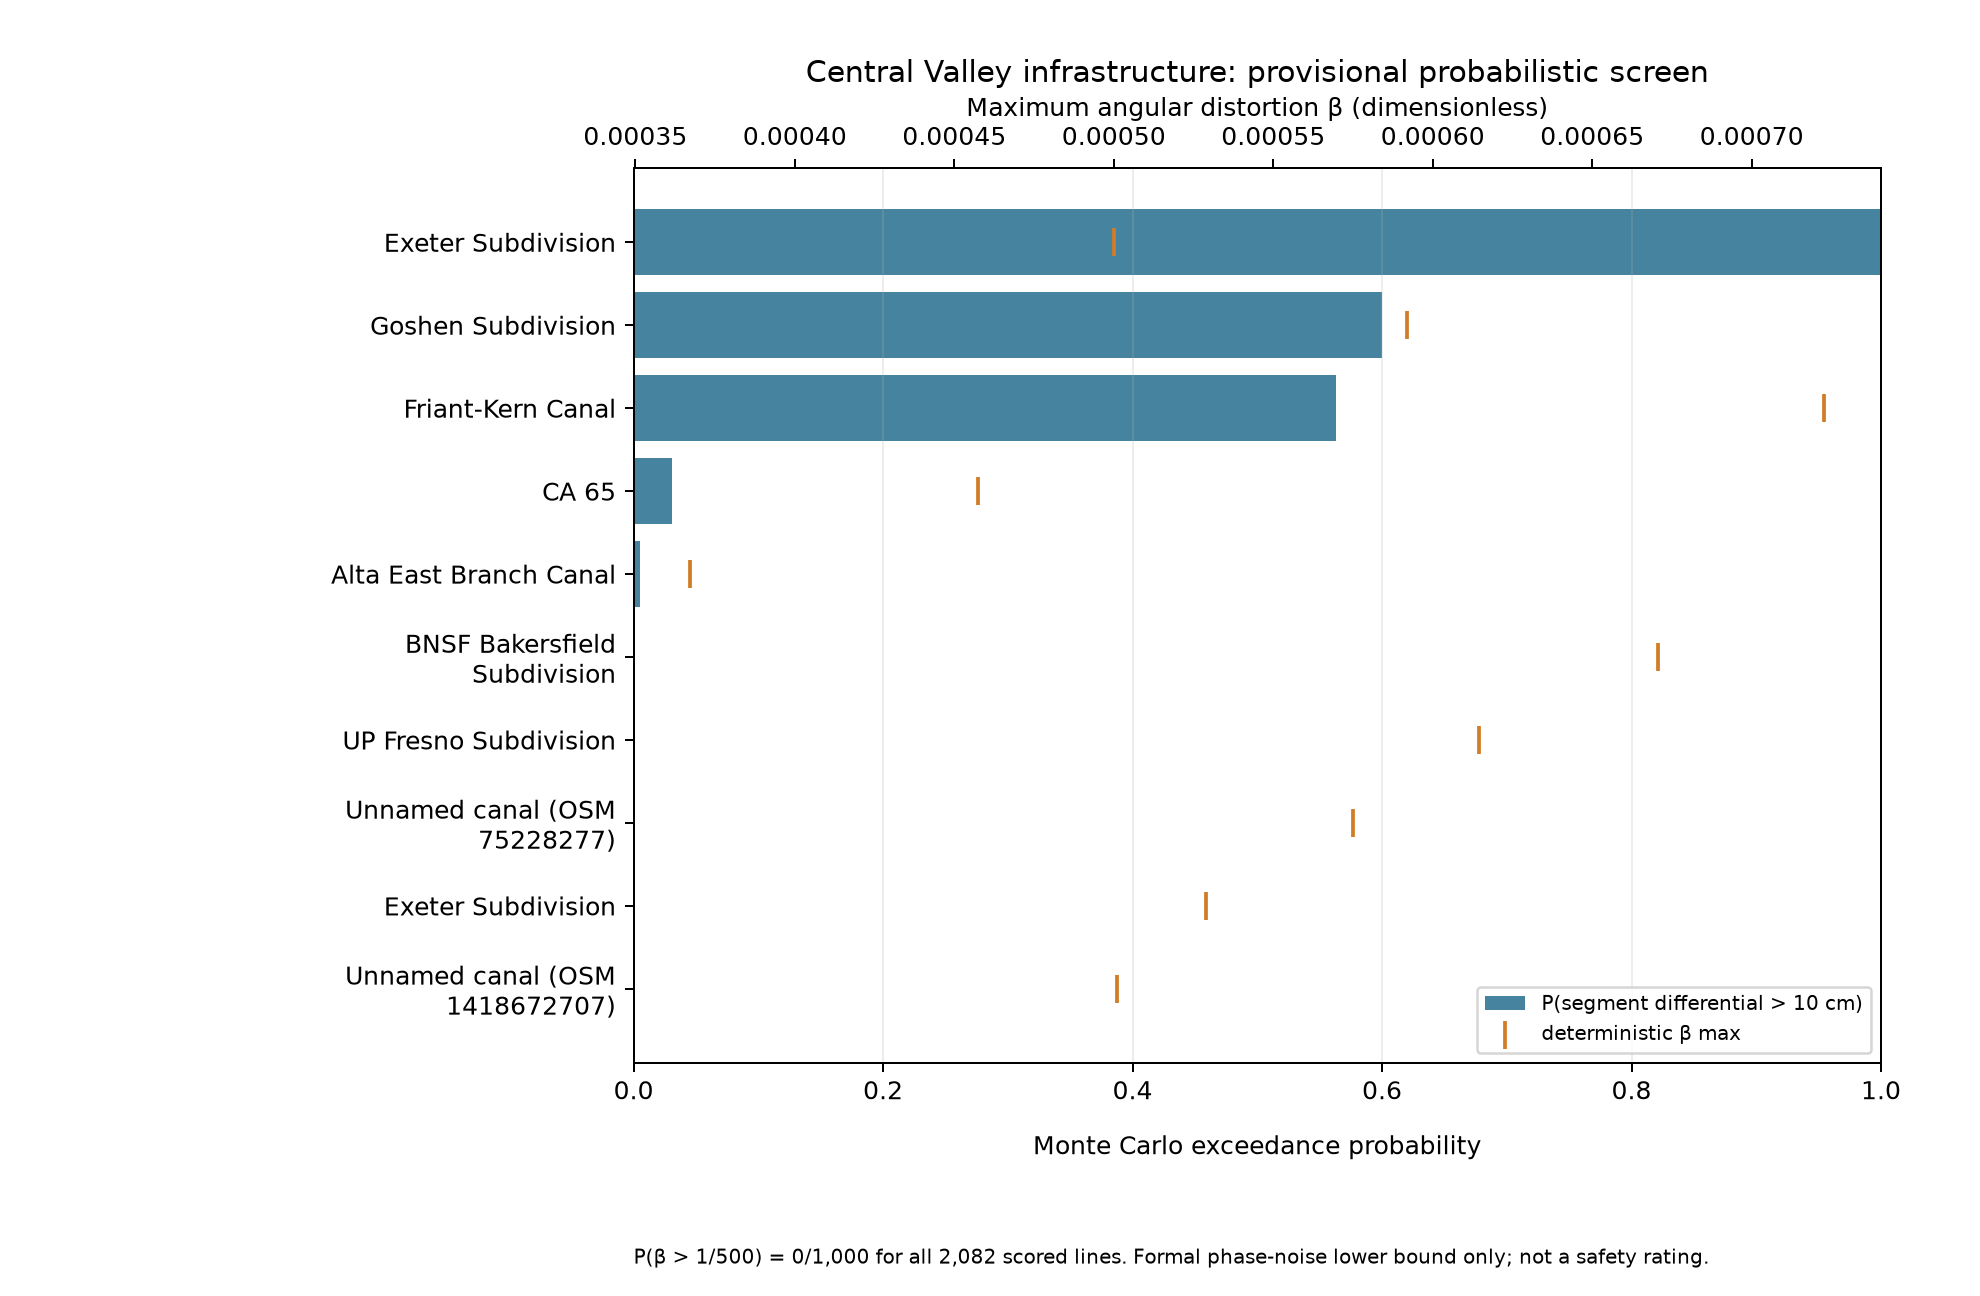 Central Valley infrastructure: provisional probabilistic screen
Maximum angular distortion β (dimensionless)
0.00035 0.00040 0.00045 0.00050 0.00055 0.00060 0.00065 0.00070
Exeter Subdivision
Goshen Subdivision
Friant-Kern Canal
CA 65
Alta East Branch Canal
BNSF Bakersfield
Subdivision
UP Fresno Subdivision
Unnamed canal (OSM
75228277)
Exeter Subdivision
Unnamed canal (OSM
1418672707)
P(segment differential > 10 cm)
deterministic β max
0.0 0.2 0.4 0.6 0.8 1.0
Monte Carlo exceedance probability
P(β > 1/500) = 0/1,000 for all 2,082 scored lines. Formal phase-noise lower bound only; not a safety rating.